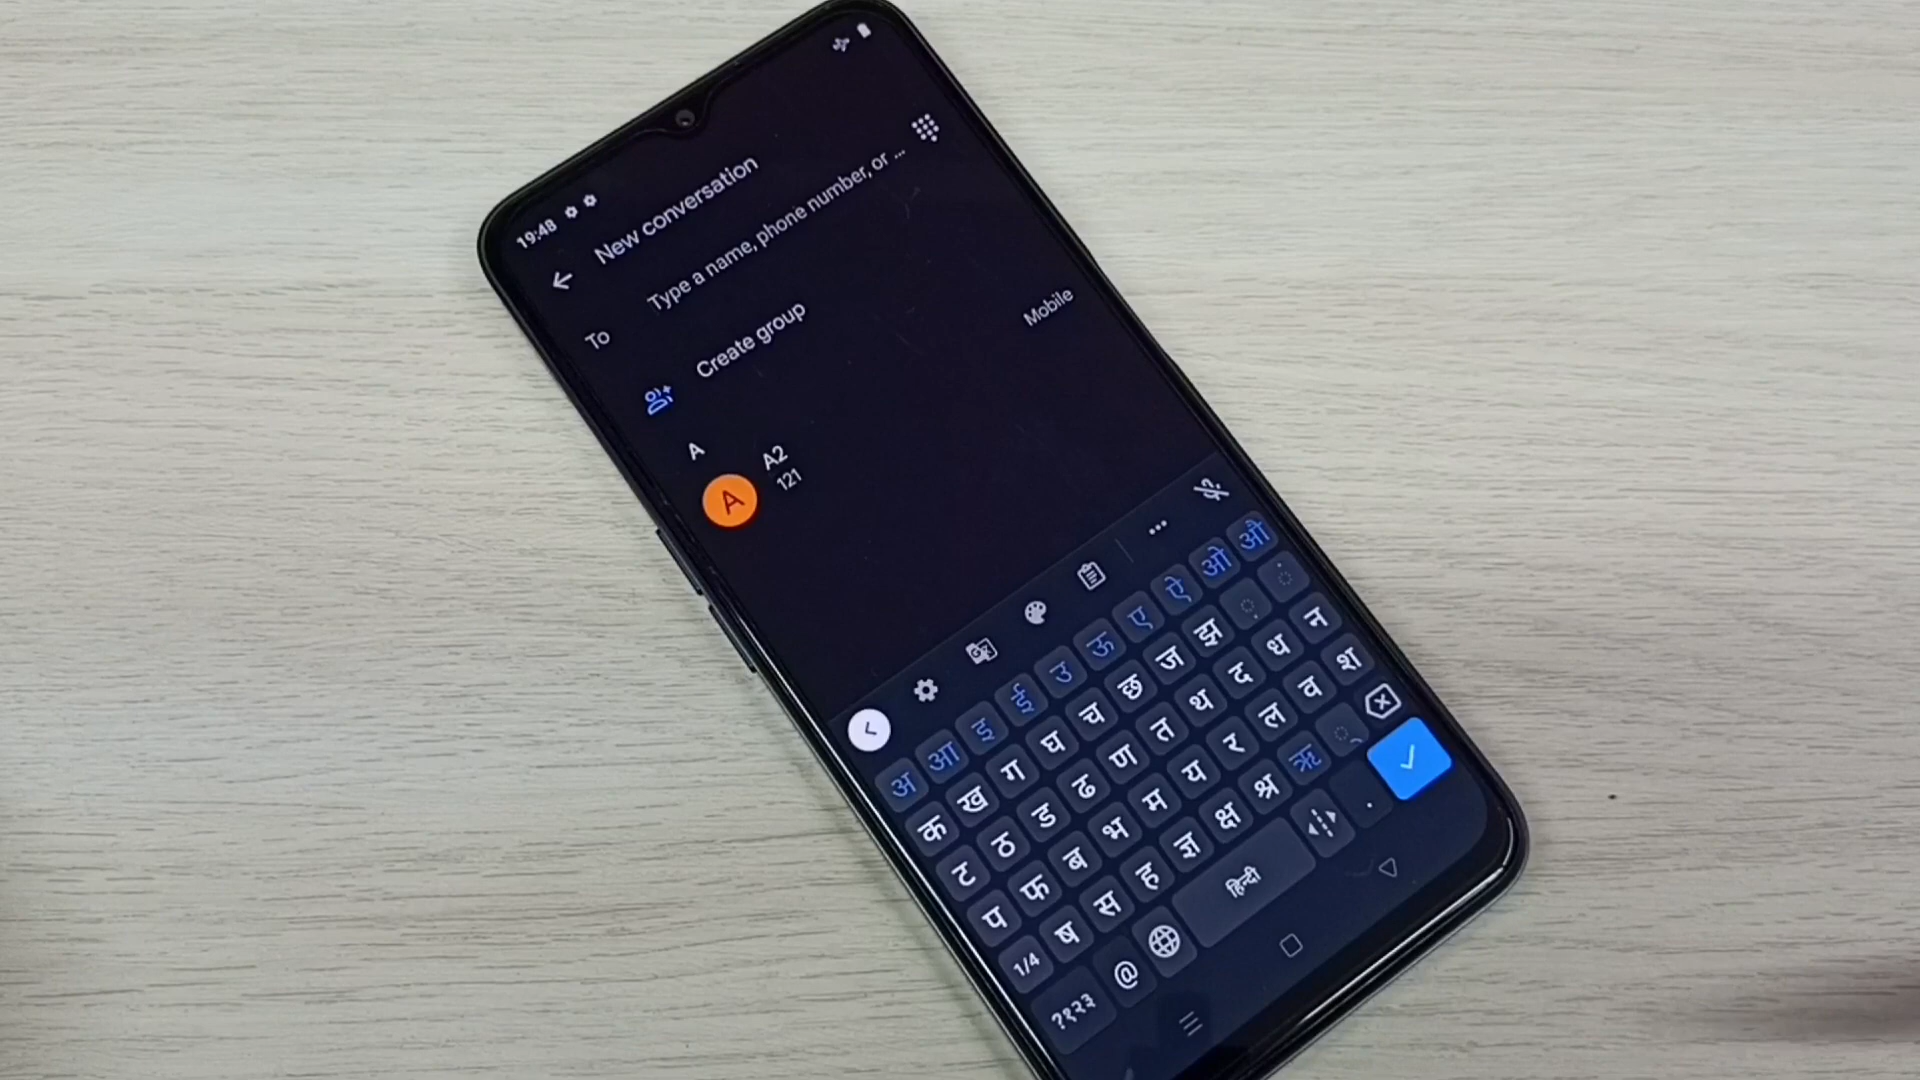 19:48
New conversation
To
Type a name, phone number, or ...
Create group
A
A
A2
121
Mobile
अ आ इ ई उ ऊ ए ऐ ओ औ
क ख ग घ च छ ज झ
ट ठ ड ढ ण त थ द ध न
प फ ब भ म य र ल व श
1/4 ष स ह ज्ञ क्ष श्र ऋ
?१२३ @ हिन्दी .